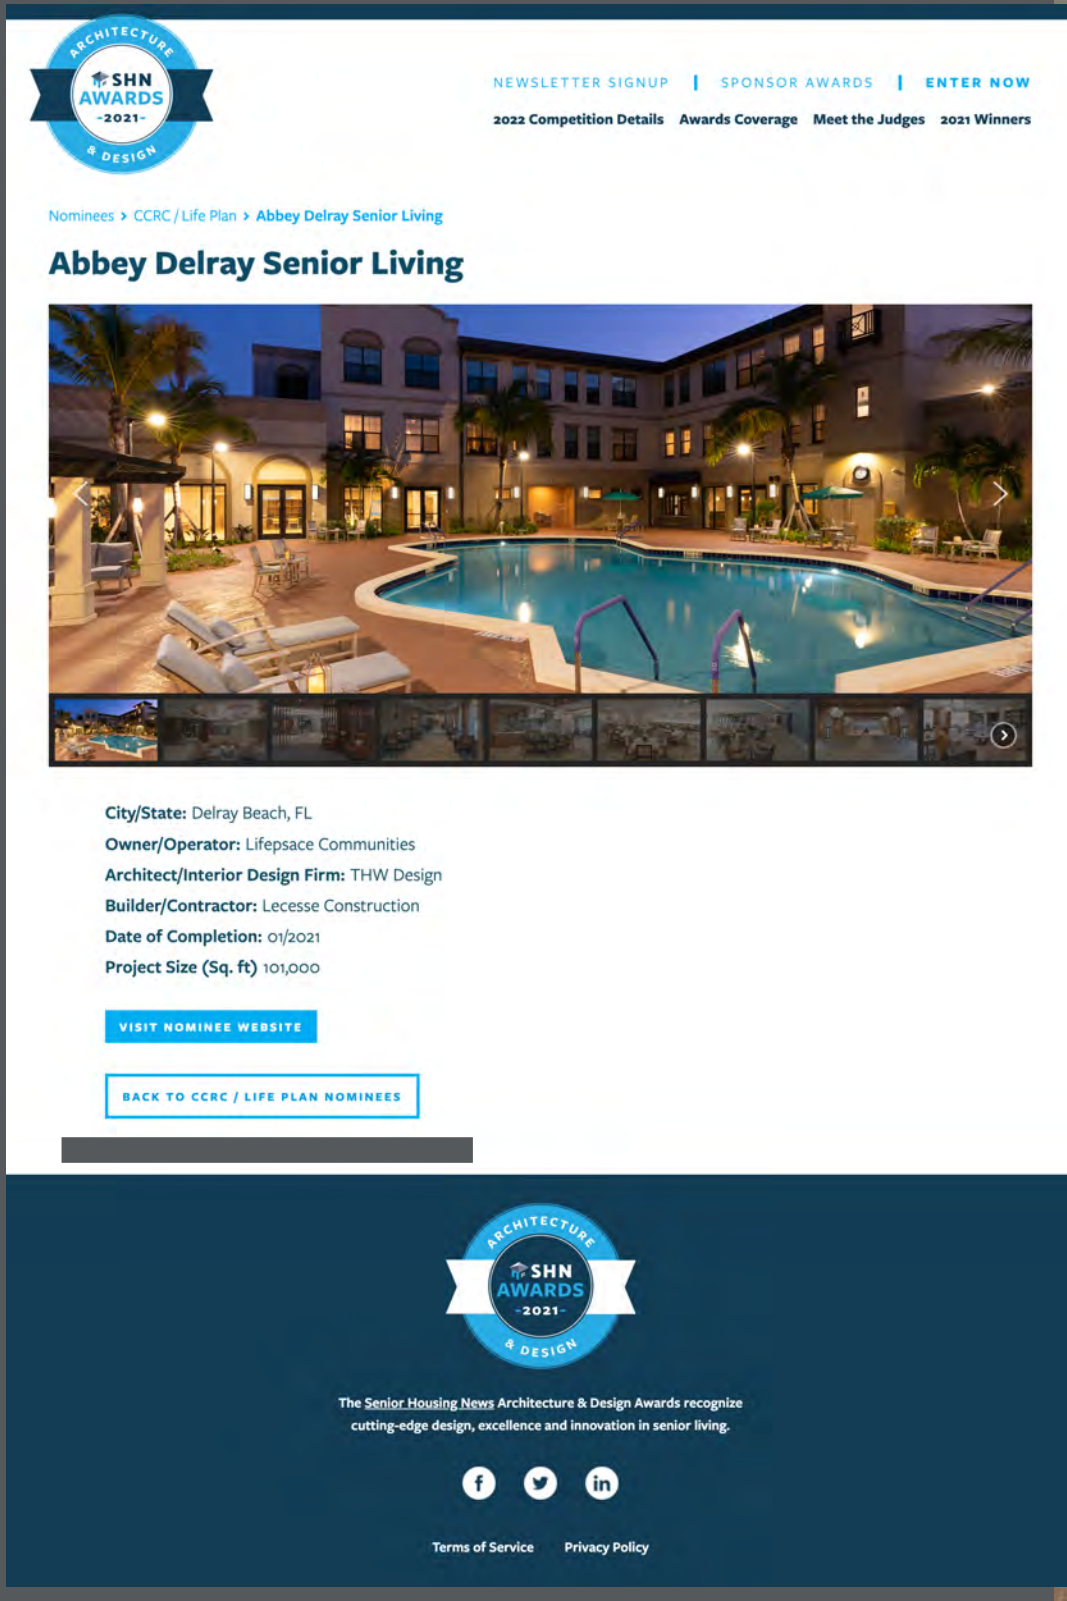 ARCHITECTURE
SHN
AWARDS
-2021-
& DESIGN
NEWSLETTER SIGNUP | SPONSOR AWARDS | ENTER NOW
2022 Competition Details Awards Coverage Meet the Judges 2021 Winners
Nominees > CCRC / Life Plan > Abbey Delray Senior Living
Abbey Delray Senior Living
City/State: Delray Beach, FL
Owner/Operator: Lifepsace Communities
Architect/Interior Design Firm: THW Design
Builder/Contractor: Lecesse Construction
Date of Completion: 01/2021
Project Size (Sq. ft) 101,000
VISIT NOMINEE WEBSITE
BACK TO CCRC / LIFE PLAN NOMINEES
ARCHITECTURE
SHN
AWARDS
-2021-
& DESIGN
The Senior Housing News Architecture & Design Awards recognize
cutting-edge design, excellence and innovation in senior living.
Terms of Service Privacy Policy